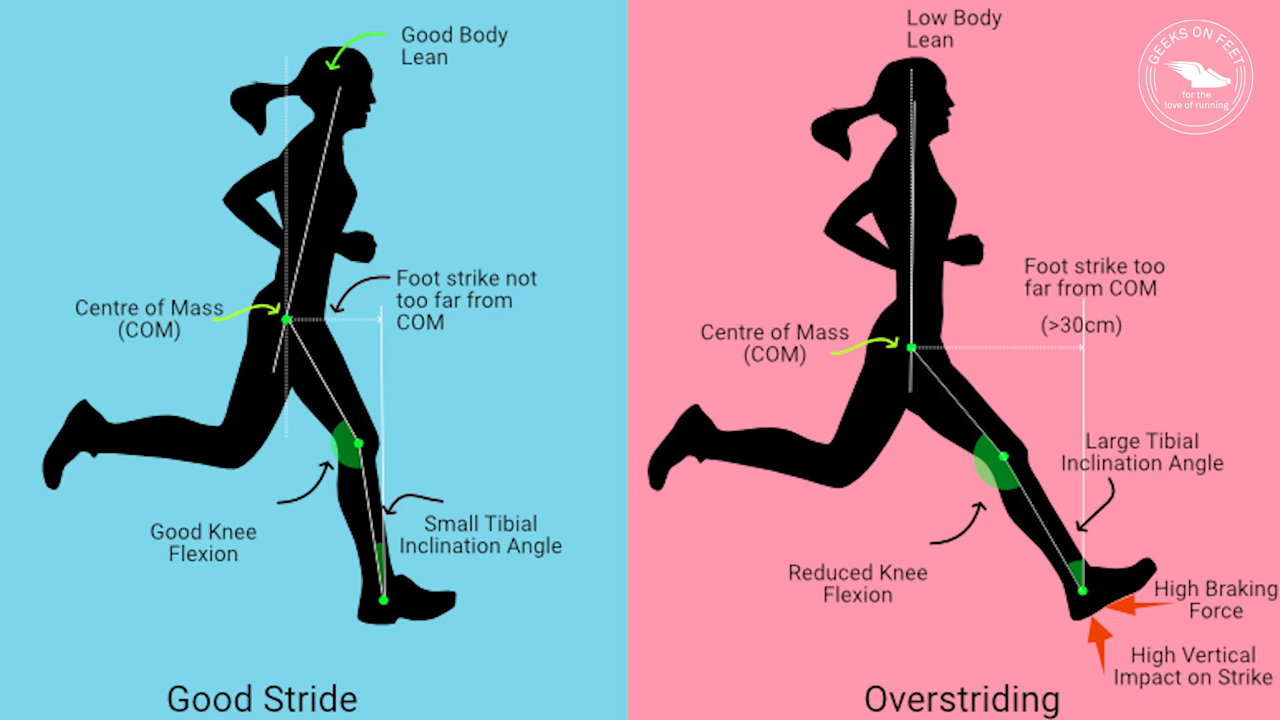 Good Body
Lean
Centre of Mass
(COM)
Foot strike not
too far from
COM
Good Knee
Flexion
Small Tibial
Inclination Angle
Good Stride
Low Body
Lean
GEEKS ON FEET
for the
love of running
Foot strike too
far from COM
(>30cm)
Centre of Mass
(COM)
Large Tibial
Inclination Angle
Reduced Knee
Flexion
High Braking
Force
High Vertical
Impact on Strike
Overstriding